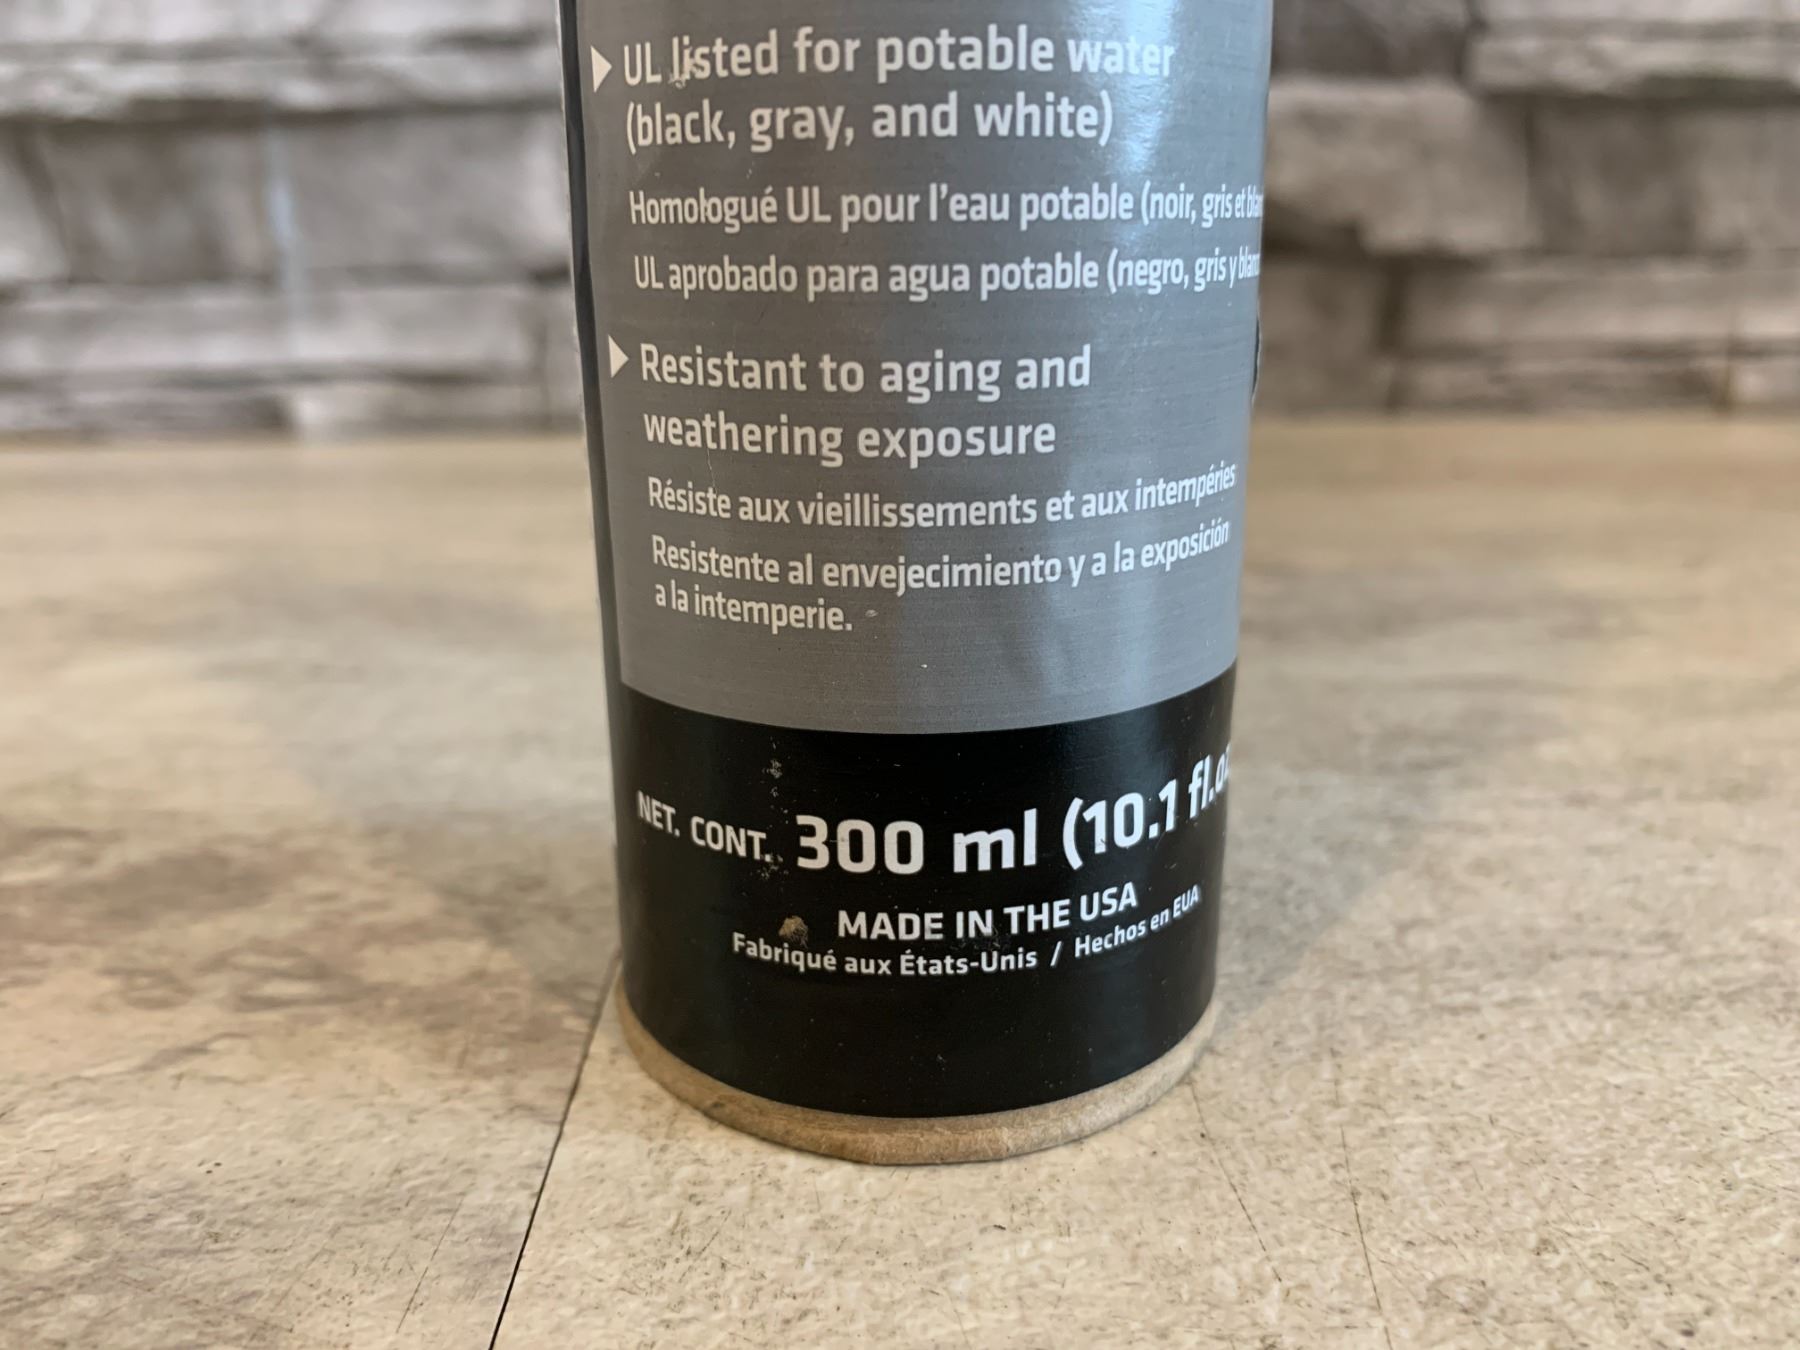 UL listed for potable water
(black, gray, and white)
Homologué UL pour l'eau potable (noir, gris et
UL aprobado para agua potable (negro, gris y
Resistant to aging and
weathering exposure
Résiste aux vieillissements et aux intempéries
Resistente al envejecimiento y a la exposición
a la intemperie.
NET. CONT. 300 ml (10.1 fl.
MADE IN THE USA
Fabriqué aux États-Unis / Hechos en EUA